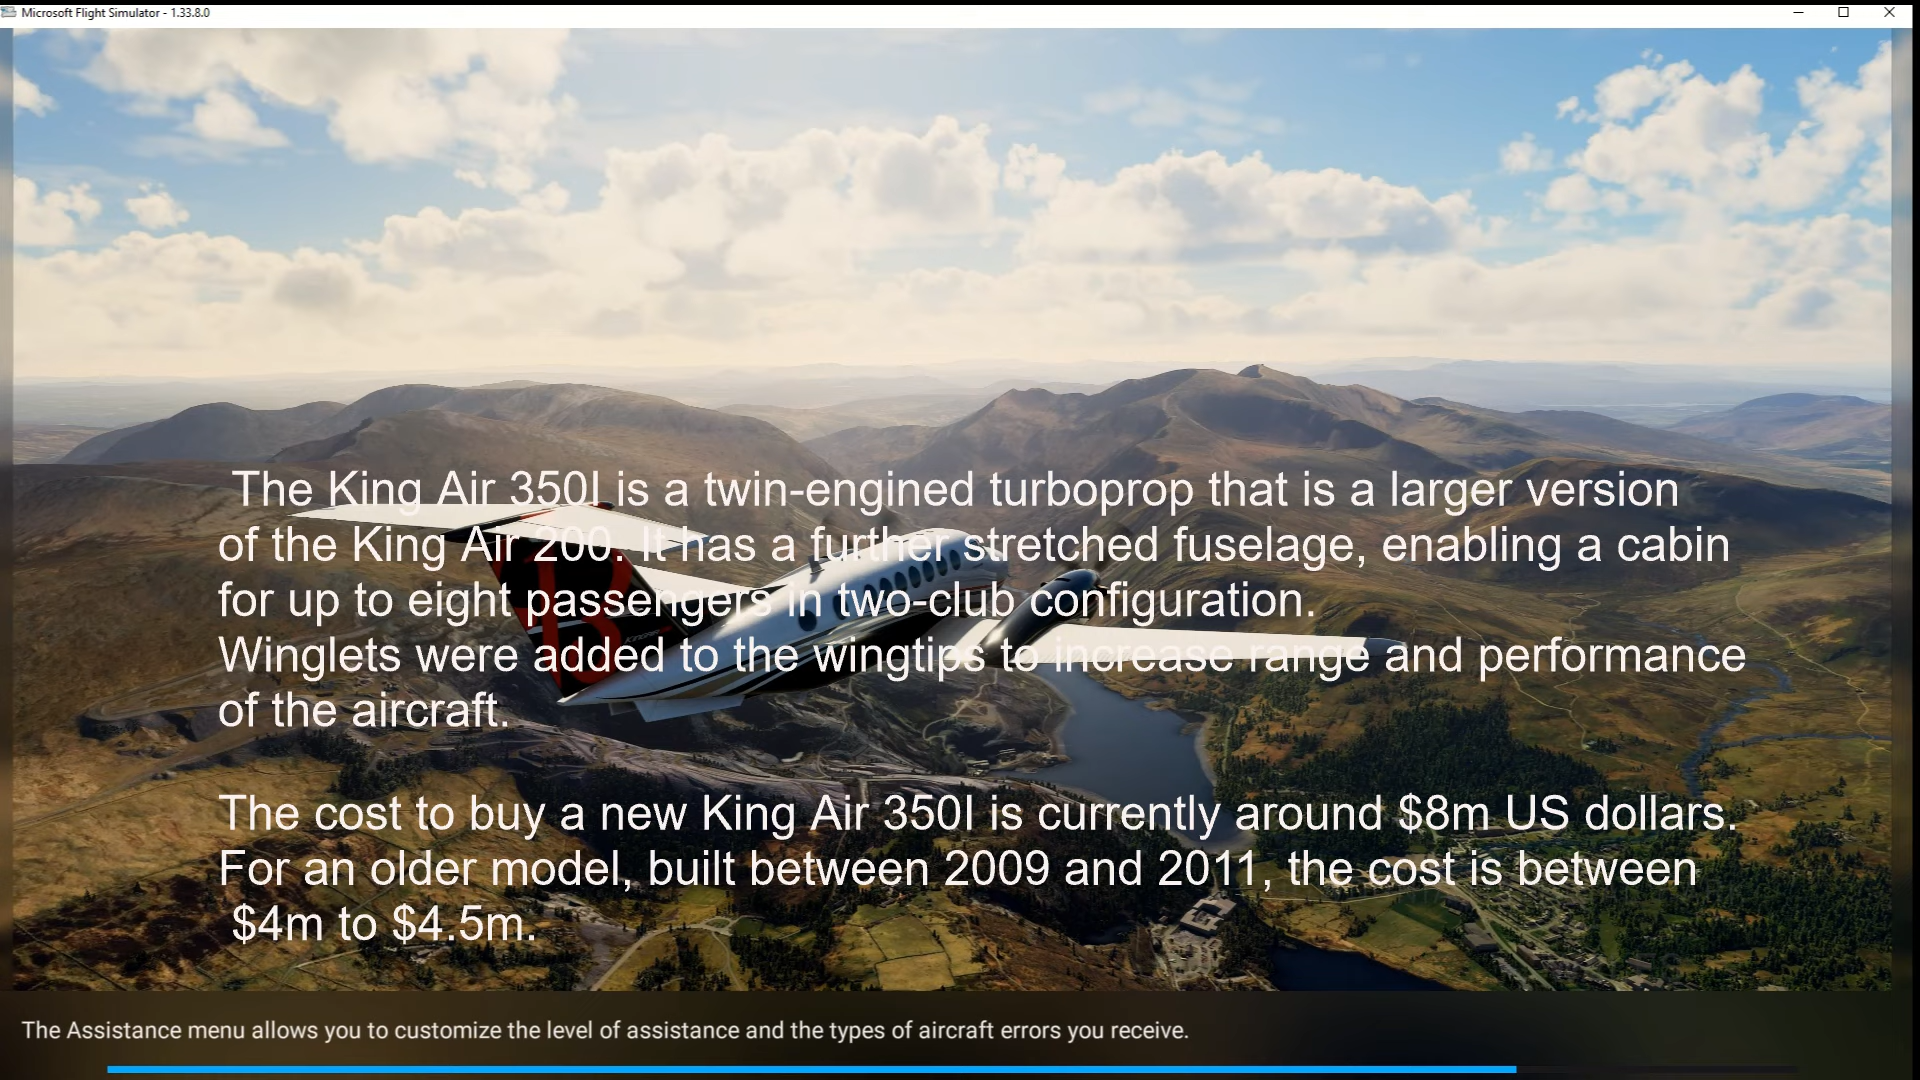 Microsoft Flight Simulator - 1.33.8.0
The King Air 350I is a twin-engined turboprop that is a larger version
of the King Air 200. It has a further stretched fuselage, enabling a cabin
for up to eight passengers in two-club configuration.
Winglets were added to the wingtips to increase range and performance
of the aircraft.
The cost to buy a new King Air 350I is currently around $8m US dollars.
For an older model, built between 2009 and 2011, the cost is between
$4m to $4.5m.
The Assistance menu allows you to customize the level of assistance and the types of aircraft errors you receive.